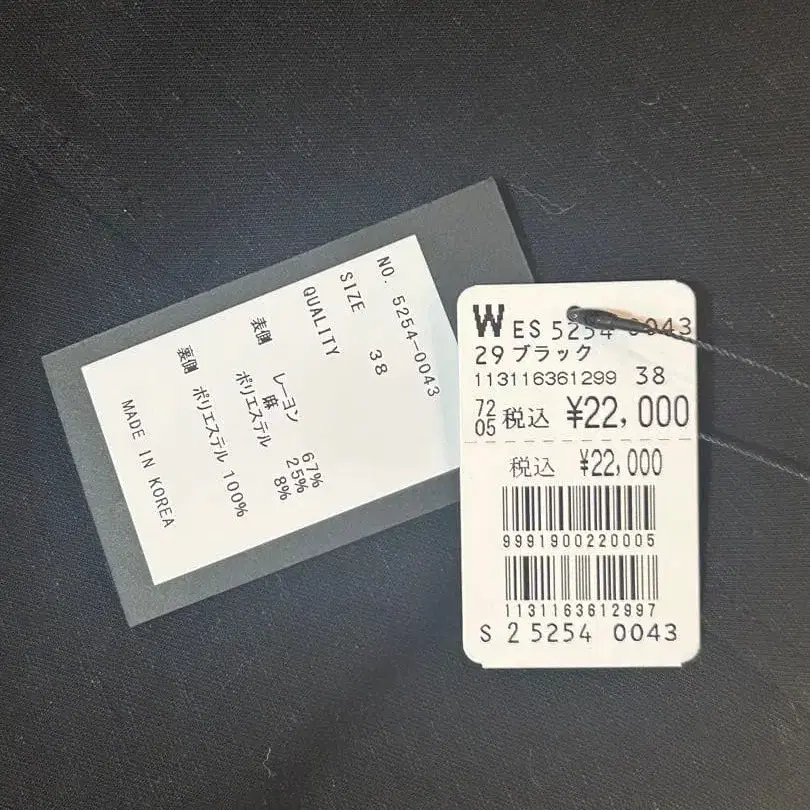 NO. 5254-0043
SIZE 38
QUALITY
表側 レーヨン 67%
麻 25%
ポリエステル 8%
裏側 ポリエステル 100%
MADE IN KOREA
W ES 5254-0043
29 ブラック
113116361299 38
7205 税込 ¥22,000
税込 ¥22,000
9991900220005
1131163612997
S 2 5254 0043